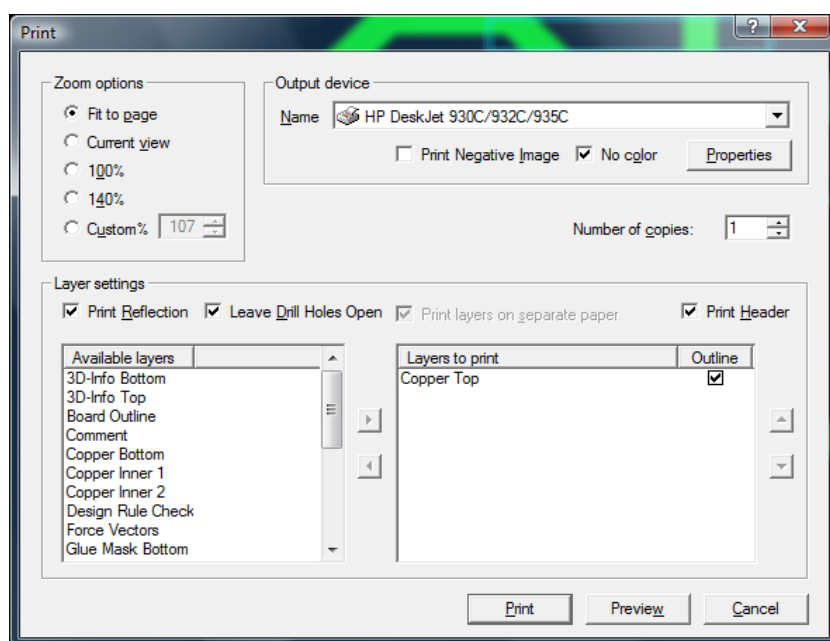 Print
Zoom options
Fit to page
Current view
100%
140%
Custom% 107
Output device
Name HP DeskJet 930C/932C/935C
Print Negative Image No color Properties
Number of copies: 1
Layer settings
Print Reflection Leave Drill Holes Open Print layers on separate paper Print Header
Available layers
3D-Info Bottom
3D-Info Top
Board Outline
Comment
Copper Bottom
Copper Inner 1
Copper Inner 2
Design Rule Check
Force Vectors
Glue Mask Bottom
Layers to print Outline
Copper Top
Print Preview Cancel